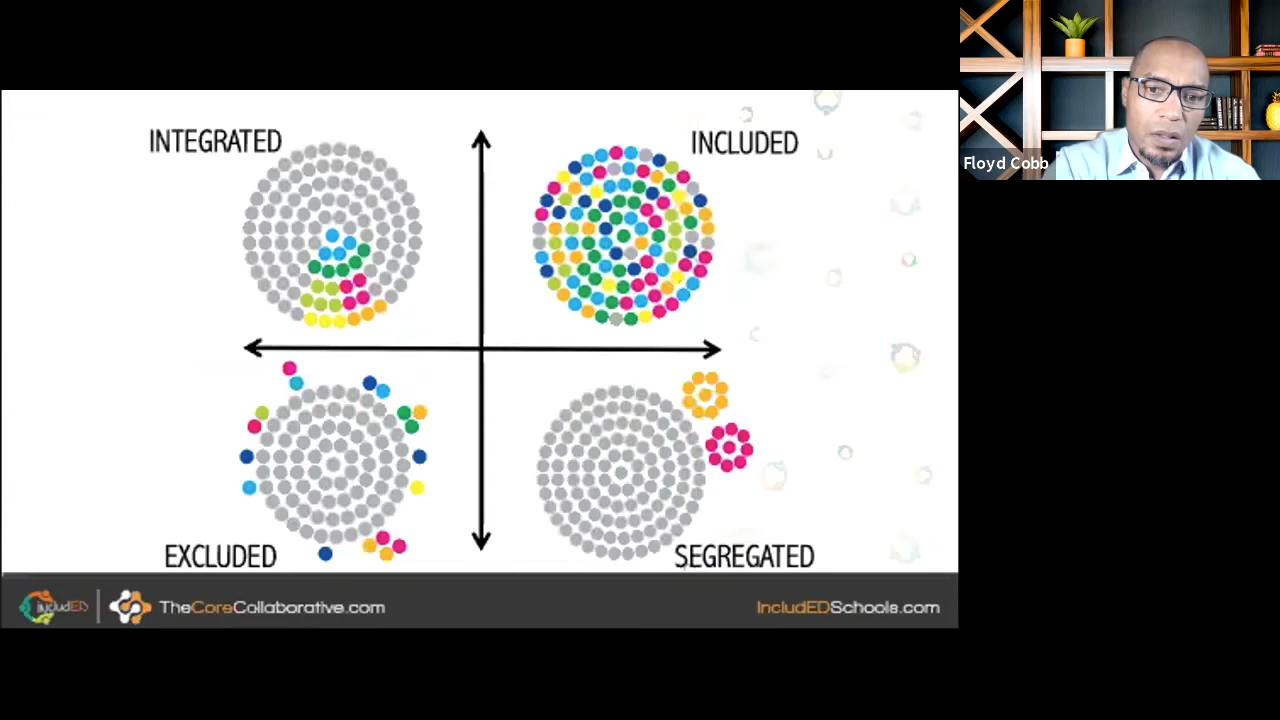 INTEGRATED
INCLUDED
Floyd Cobb
EXCLUDED
SEGREGATED
includED
TheCoreCollaborative.com
IncludEDSchools.com